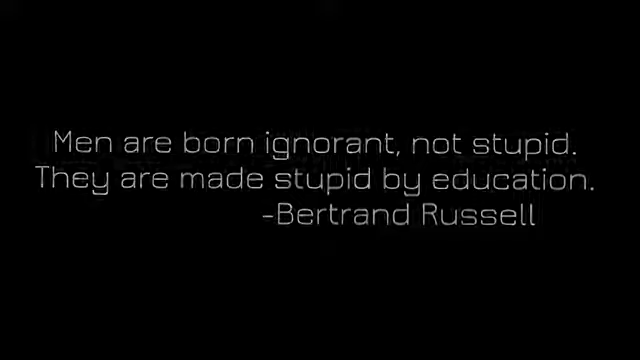 Men are born ignorant, not stupid.
They are made stupid by education.
-Bertrand Russell